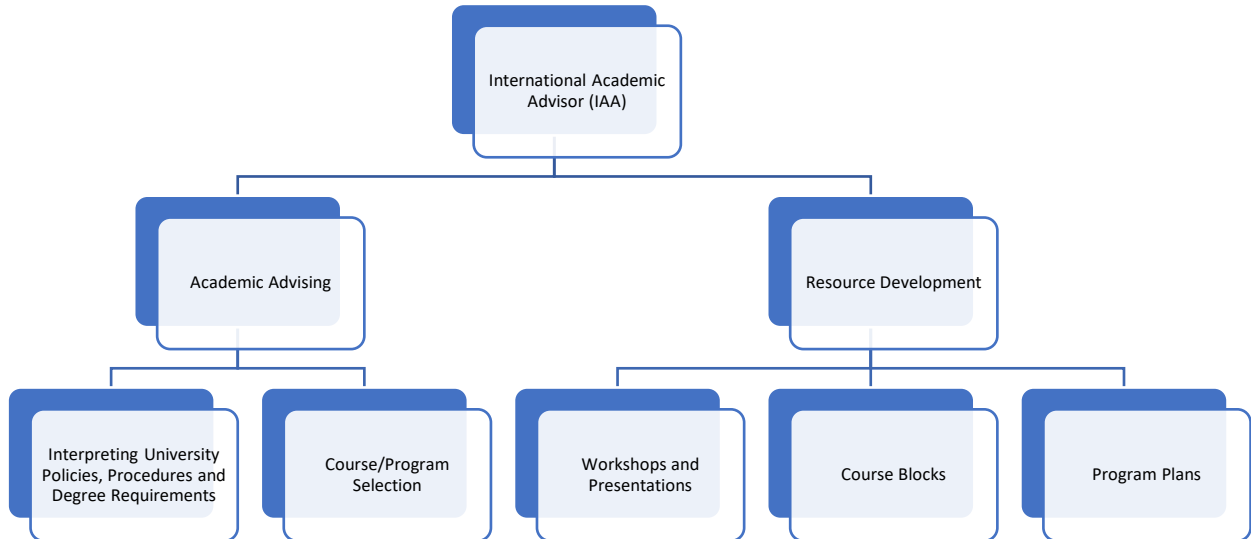 International Academic
Advisor (IAA)
Academic Advising
Resource Development
Interpreting University
Policies, Procedures and
Degree Requirements
Course/Program
Selection
Workshops and
Presentations
Course Blocks
Program Plans